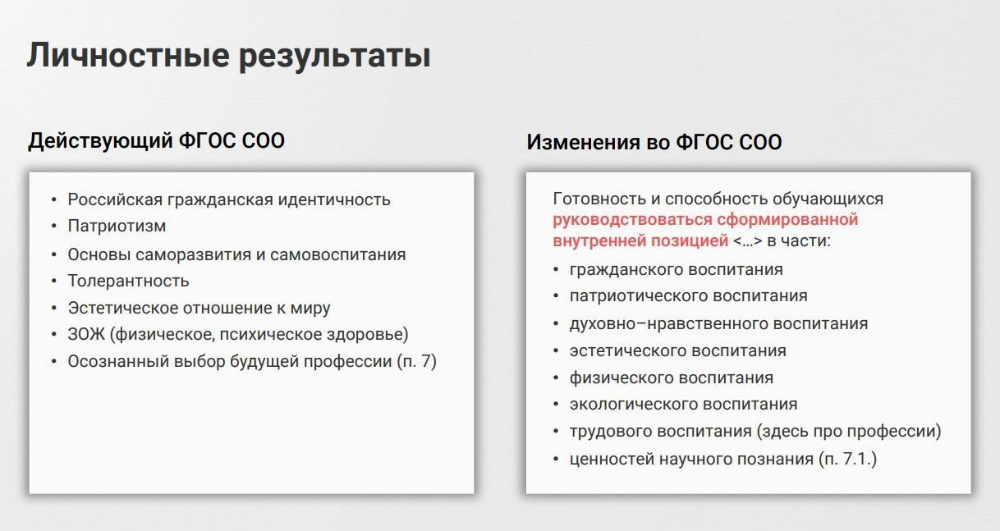 Личностные результаты
Действующий ФГОС СОО
• Российская гражданская идентичность
• Патриотизм
• Основы саморазвития и самовоспитания
• Толерантность
• Эстетическое отношение к миру
• ЗОЖ (физическое, психическое здоровье)
• Осознанный выбор будущей профессии (п. 7)
Изменения во ФГОС СОО
Готовность и способность обучающихся
руководствоваться сформированной
внутренней позицией <…> в части:
• гражданского воспитания
• патриотического воспитания
• духовно–нравственного воспитания
• эстетического воспитания
• физического воспитания
• экологического воспитания
• трудового воспитания (здесь про профессии)
• ценностей научного познания (п. 7.1.)